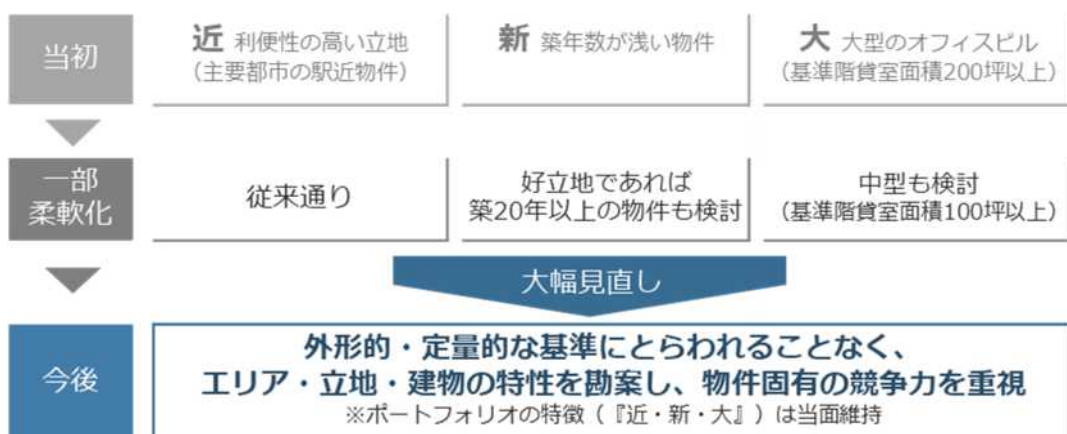 当初
近 利便性の高い立地
（主要都市の駅近物件）
新 築年数が浅い物件
大 大型のオフィスビル
（基準階貸室面積200坪以上）
一部
柔軟化
従来通り
好立地であれば
築20年以上の物件も検討
中型も検討
（基準階貸室面積100坪以上）
大幅見直し
今後
外形的・定量的な基準にとらわれることなく、
エリア・立地・建物の特性を勘案し、物件固有の競争力を重視
※ポートフォリオの特徴（『近・新・大』）は当面維持